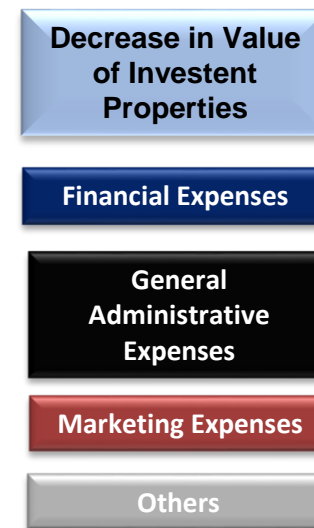 Decrease in Value
of Investent
Properties
Financial Expenses
General
Administrative
Expenses
Marketing Expenses
Others